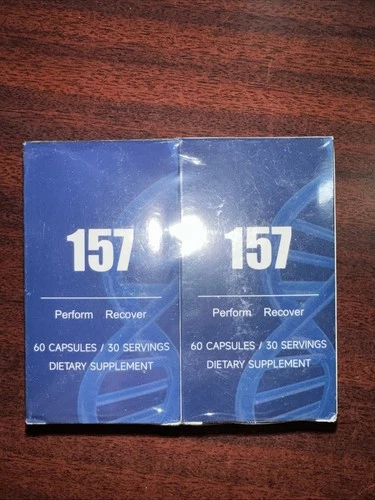 157
Perform Recover
60 CAPSULES / 30 SERVINGS
DIETARY SUPPLEMENT
157
Perform Recover
60 CAPSULES / 30 SERVINGS
DIETARY SUPPLEMENT